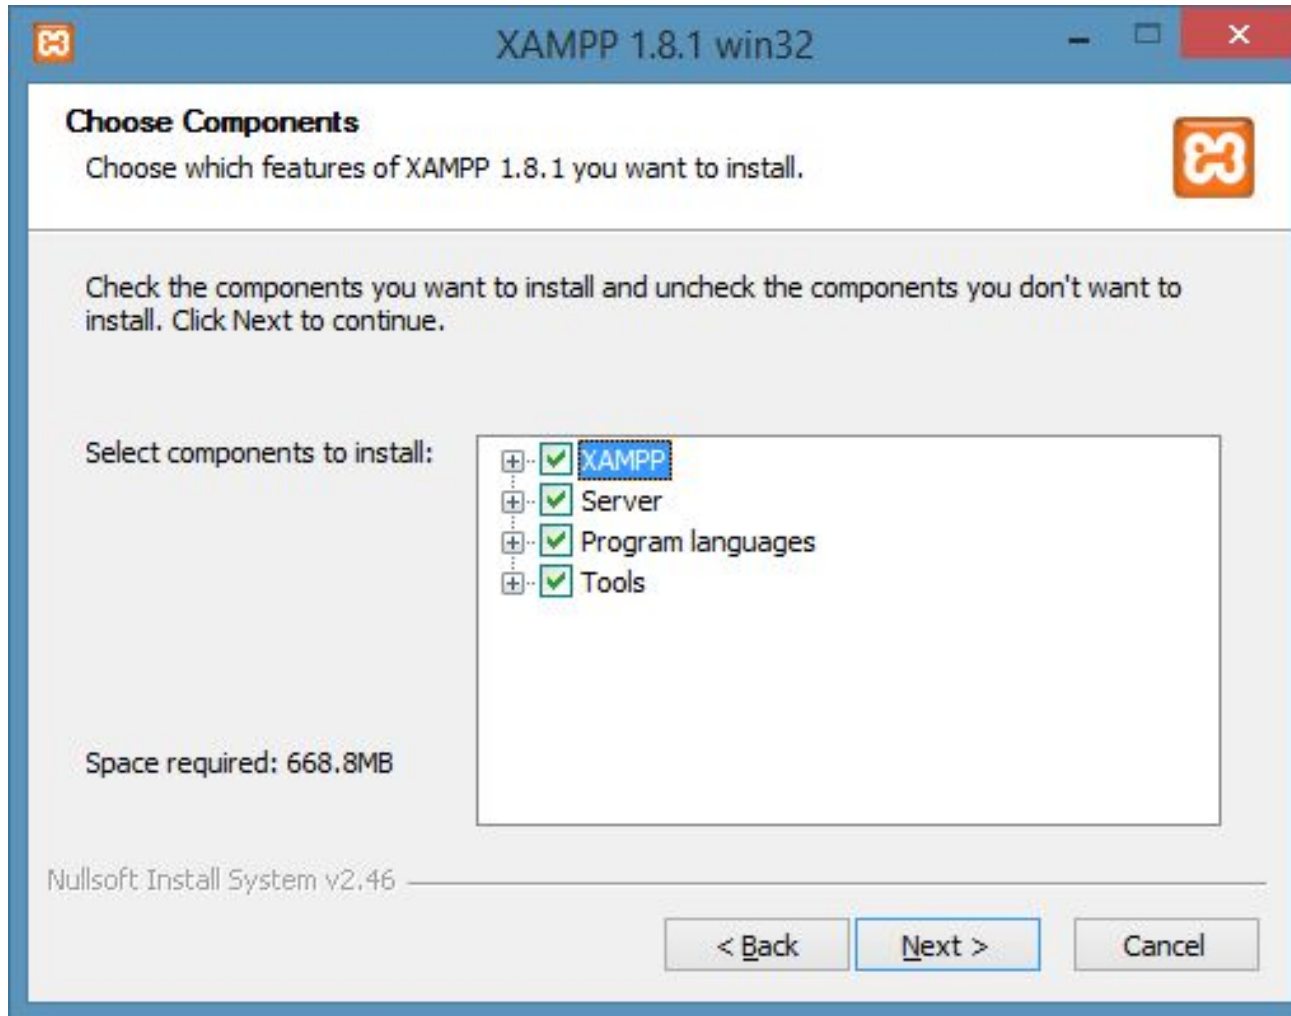 XAMPP 1.8.1 win32
Choose Components
Choose which features of XAMPP 1.8.1 you want to install.
Check the components you want to install and uncheck the components you don't want to
install. Click Next to continue.
Select components to install:
XAMPP
Server
Program languages
Tools
Space required: 668.8MB
Nullsoft Install System v2.46
< Back
Next >
Cancel